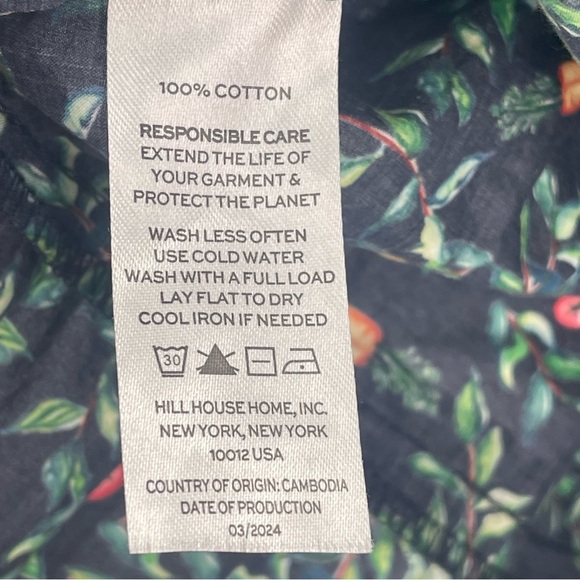 100% COTTON
RESPONSIBLE CARE
EXTEND THE LIFE OF
YOUR GARMENT &
PROTECT THE PLANET
WASH LESS OFTEN
USE COLD WATER
WASH WITH A FULL LOAD
LAY FLAT TO DRY
COOL IRON IF NEEDED
30
HILL HOUSE HOME, INC.
NEW YORK, NEW YORK
10012 USA
COUNTRY OF ORIGIN: CAMBODIA
DATE OF PRODUCTION
03/2024